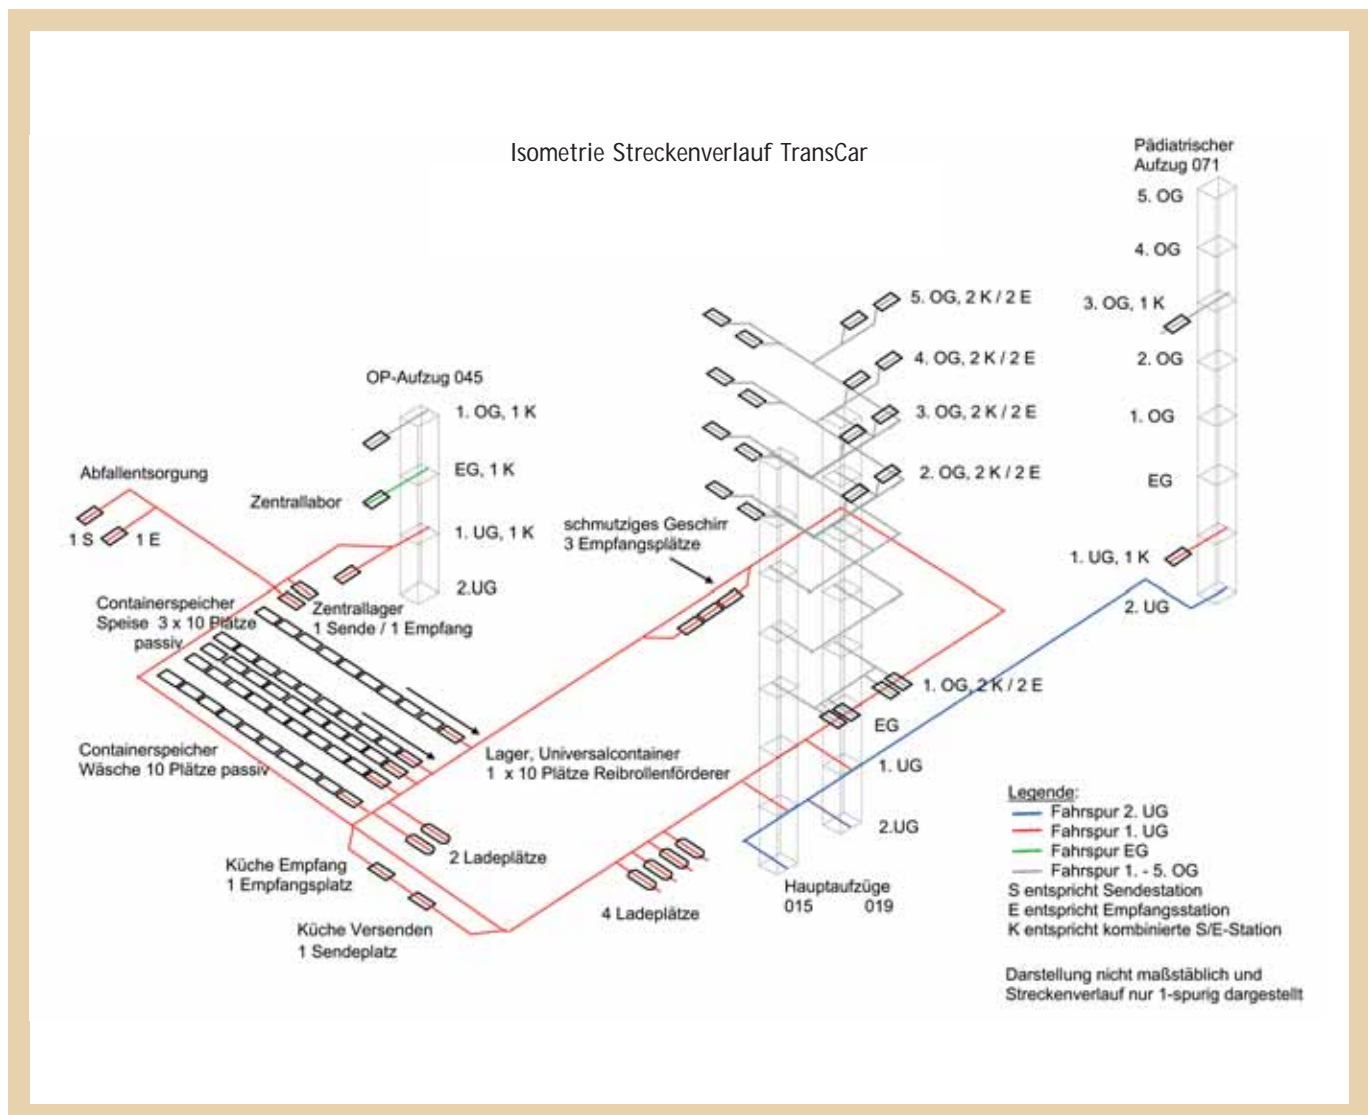 Isometrie Streckenverlauf TransCar
Pädiatrischer
Aufzug 071
5. OG
4. OG
3. OG, 1 K
2. OG
1. OG
EG
1. UG, 1 K
2. UG
5. OG, 2 K / 2 E
4. OG, 2 K / 2 E
3. OG, 2 K / 2 E
2. OG, 2 K / 2 E
1. OG, 2 K / 2 E
EG
1. UG
2.UG
Hauptaufzüge
015 019
OP-Aufzug 045
1. OG, 1 K
EG, 1 K
Zentrallabor
1. UG, 1 K
2.UG
Abfallentsorgung
1 S
1 E
schmutziges Geschirr
3 Empfangsplätze
Containerspeicher
Speise 3 x 10 Plätze
passiv
Zentrallager
1 Sende / 1 Empfang
Containerspeicher
Wäsche 10 Plätze passiv
Lager, Universalcontainer
1 x 10 Plätze Reibrollenförderer
2 Ladeplätze
Küche Empfang
1 Empfangsplatz
Küche Versenden
1 Sendeplatz
4 Ladeplätze
Legende:
Fahrspur 2. UG
Fahrspur 1. UG
Fahrspur EG
Fahrspur 1. - 5. OG
S entspricht Sendestation
E entspricht Empfangsstation
K entspricht kombinierte S/E-Station
Darstellung nicht maßstäblich und
Streckenverlauf nur 1-spurig dargestellt